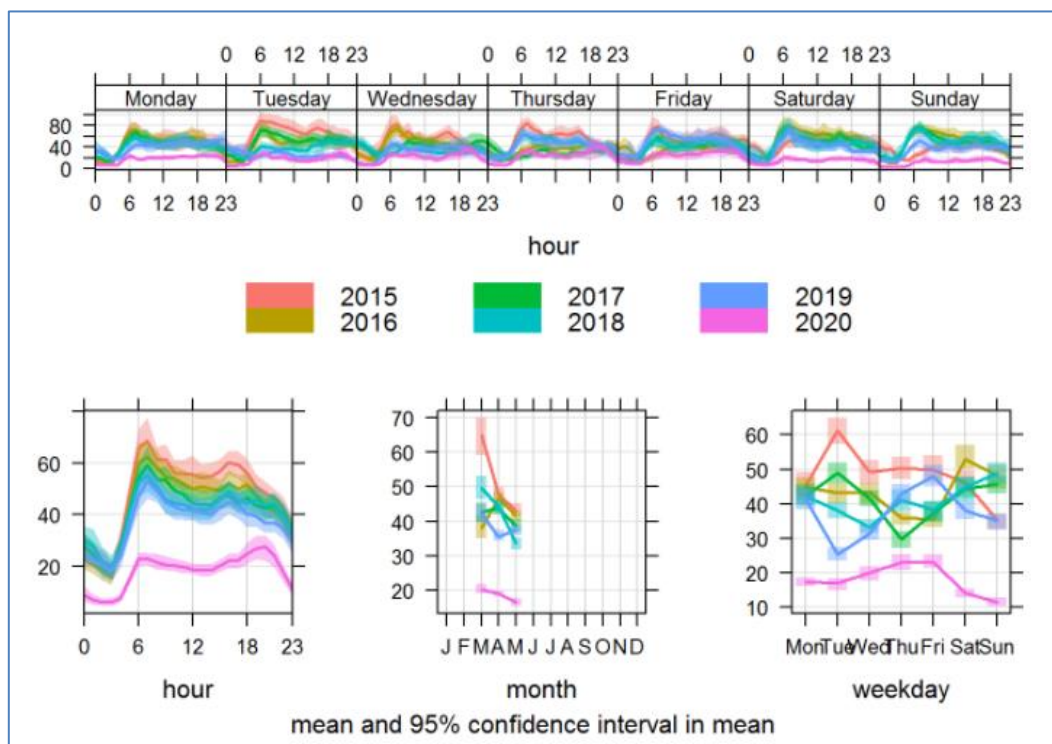 0 6 12 18 23 0 6 12 18 23 0 6 12 18 23
Monday Tuesday Wednesday Thursday Friday Saturday Sunday
80
40
0
0 6 12 18 23 0 6 12 18 23 0 6 12 18 23 0 6 12 18 23
hour
2015 2017 2019
2016 2018 2020
60
40
20
0 6 12 18 23
hour
70
60
50
40
30
20
J F M A M J J A S O N D
month
60
50
40
30
20
10
Mon Tue Wed Thu Fri Sat Sun
weekday
mean and 95% confidence interval in mean